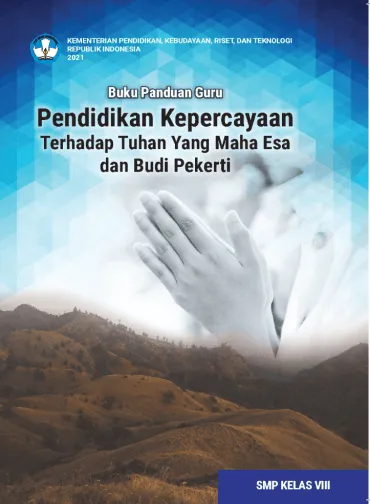 KEMENTERIAN PENDIDIKAN, KEBUDAYAAN, RISET, DAN TEKNOLOGI
REPUBLIK INDONESIA
2021
Buku Panduan Guru
Pendidikan Kepercayaan
Terhadap Tuhan Yang Maha Esa
dan Budi Pekerti
SMP KELAS VIII